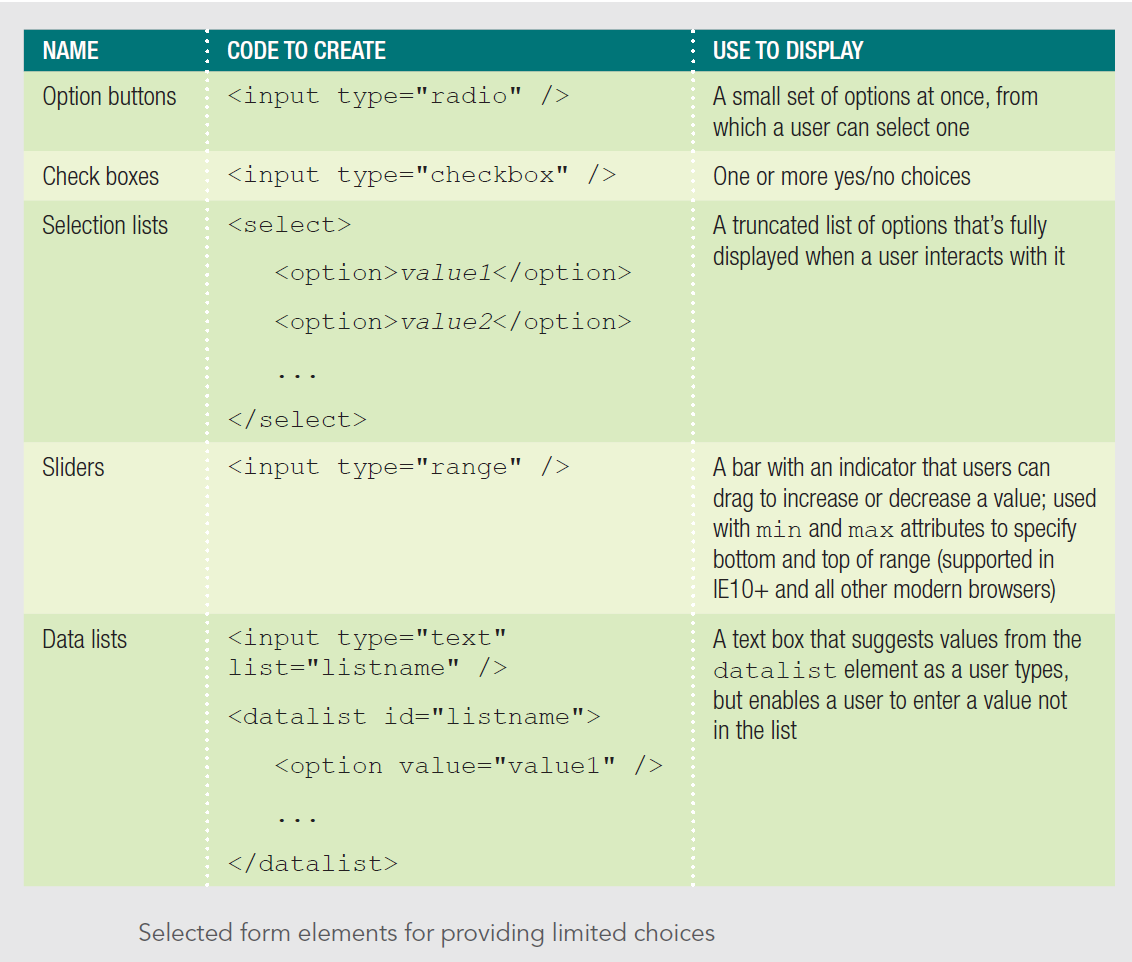 NAME
CODE TO CREATE
USE TO DISPLAY
Option buttons
<input type="radio" />
A small set of options at once, from
which a user can select one
Check boxes
<input type="checkbox" />
One or more yes/no choices
Selection lists
<select>
<option>value1</option>
<option>value2</option>
...
</select>
A truncated list of options that’s fully
displayed when a user interacts with it
Sliders
<input type="range" />
A bar with an indicator that users can
drag to increase or decrease a value; used
with min and max attributes to specify
bottom and top of range (supported in
IE10+ and all other modern browsers)
Data lists
<input type="text"
list="listname" />
<datalist id="listname">
<option value="value1" />
...
</datalist>
A text box that suggests values from the
datalist element as a user types,
but enables a user to enter a value not
in the list
Selected form elements for providing limited choices